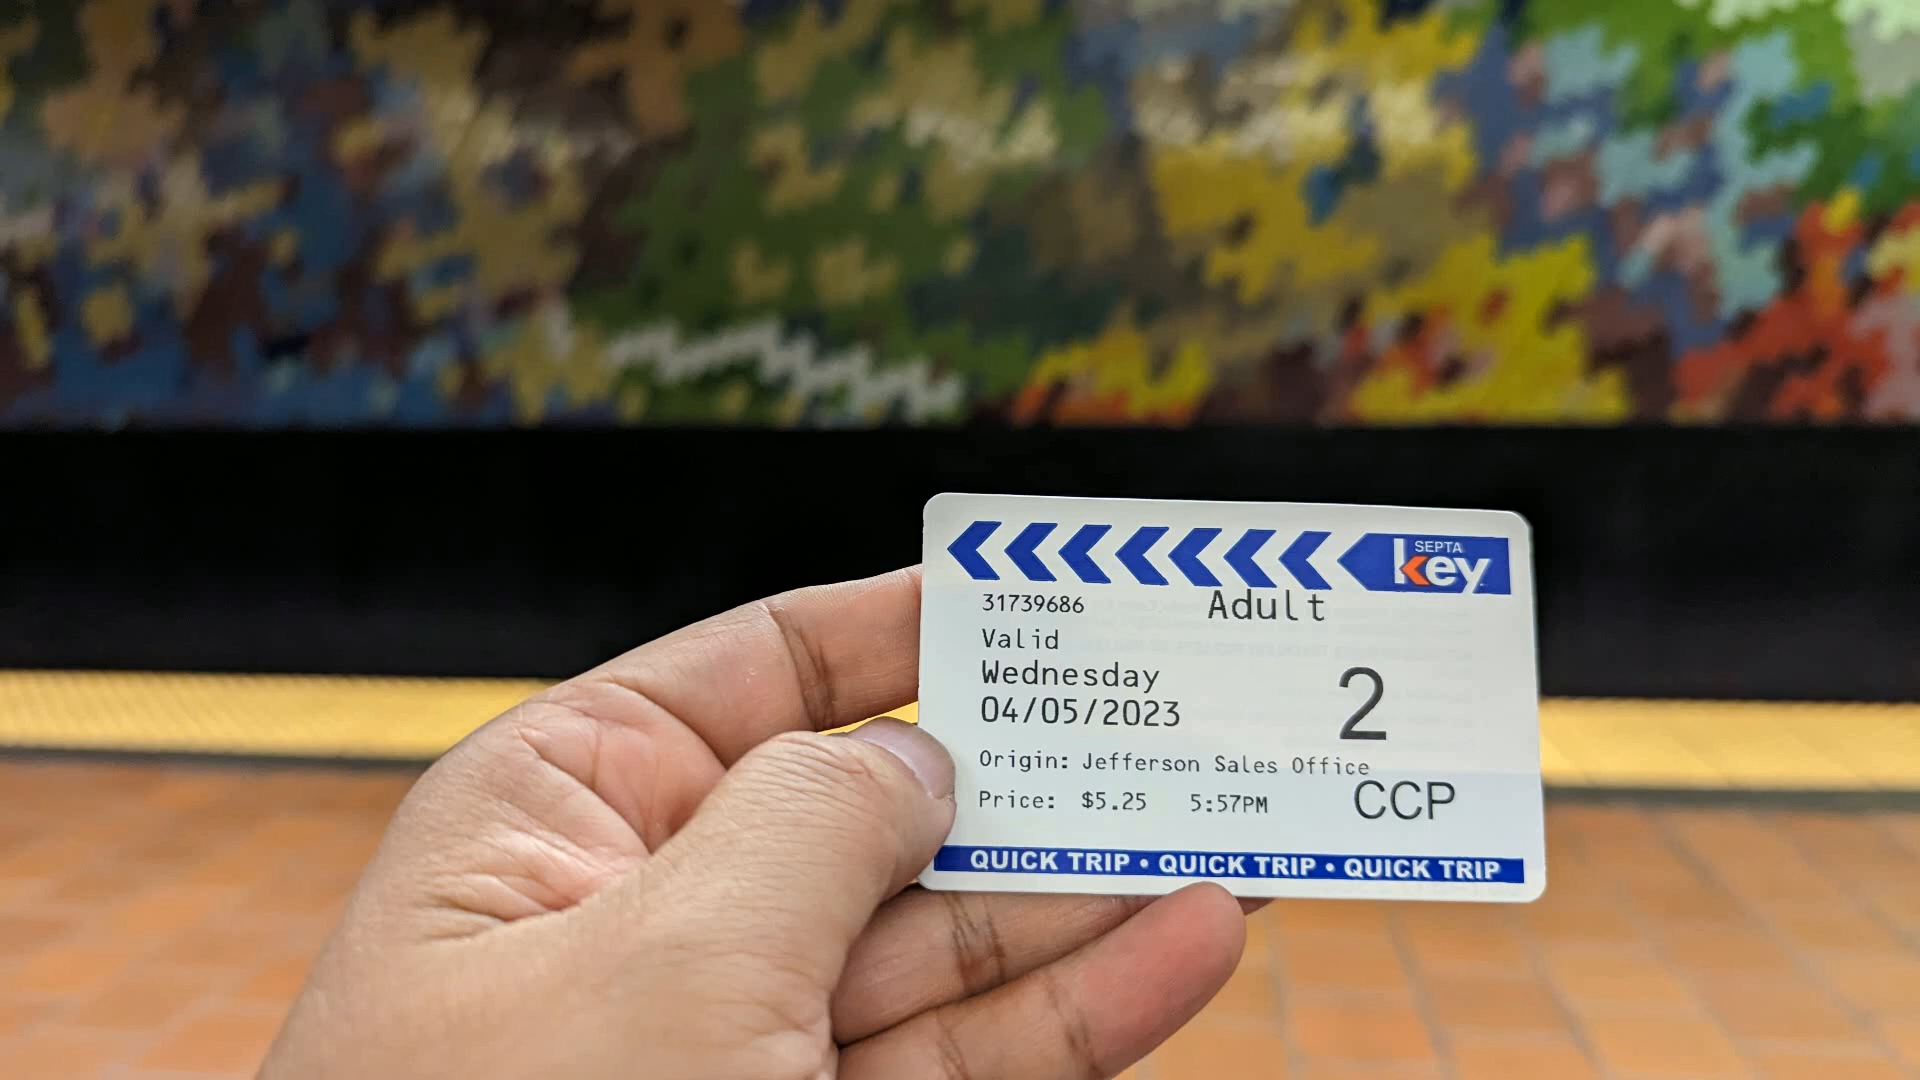 SEPTA
key
31739686 Adult
Valid
Wednesday
04/05/2023
2
Origin: Jefferson Sales Office
Price: $5.25 5:57PM CCP
QUICK TRIP • QUICK TRIP • QUICK TRIP